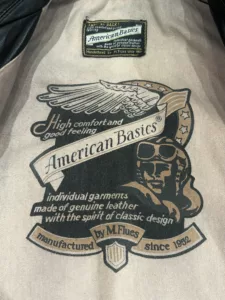 American Basics
High comfort and
good feeling
American Basics®
individual garments
made of genuine leather
with the spirit of classic design
manufactured by M.Flues since 1952